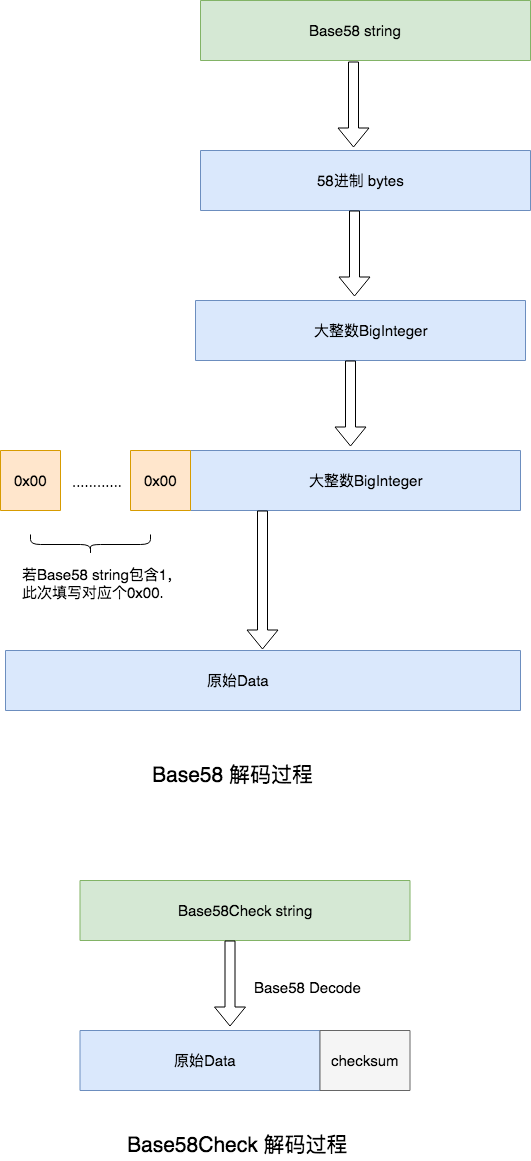 Base58 string
58进制 bytes
大整数BigInteger
0x00 ............ 0x00 大整数BigInteger
若Base58 string包含1，
此次填写对应个0x00.
原始Data
Base58 解码过程
Base58Check string
Base58 Decode
原始Data checksum
Base58Check 解码过程